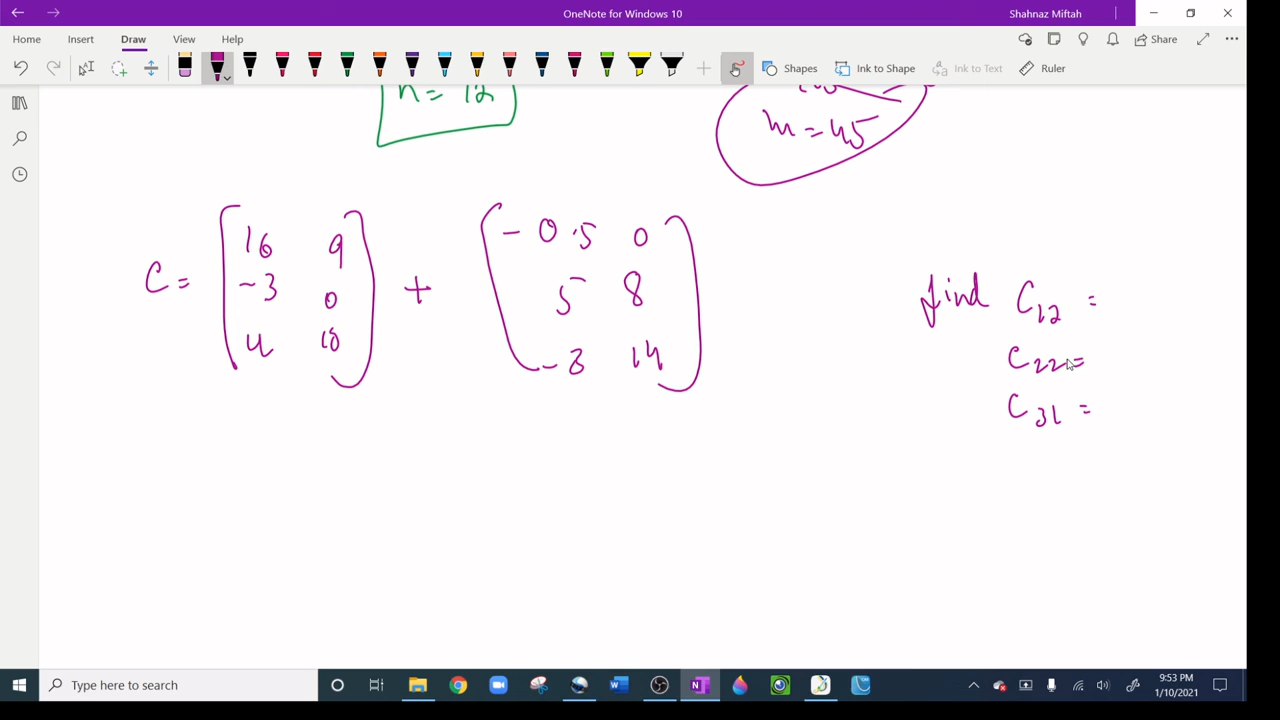 OneNote for Windows 10
Shahnaz Miftah
Home Insert Draw View Help
Share
Shapes Ink to Shape Ink to Text Ruler
n = 12
m = 45
C = [ 16 9 ] + [ -0.5 0 ]
-3 0 5 8
4 10 -3 14
find C12 =
C22 =
C31 =
Type here to search
9:53 PM
1/10/2021